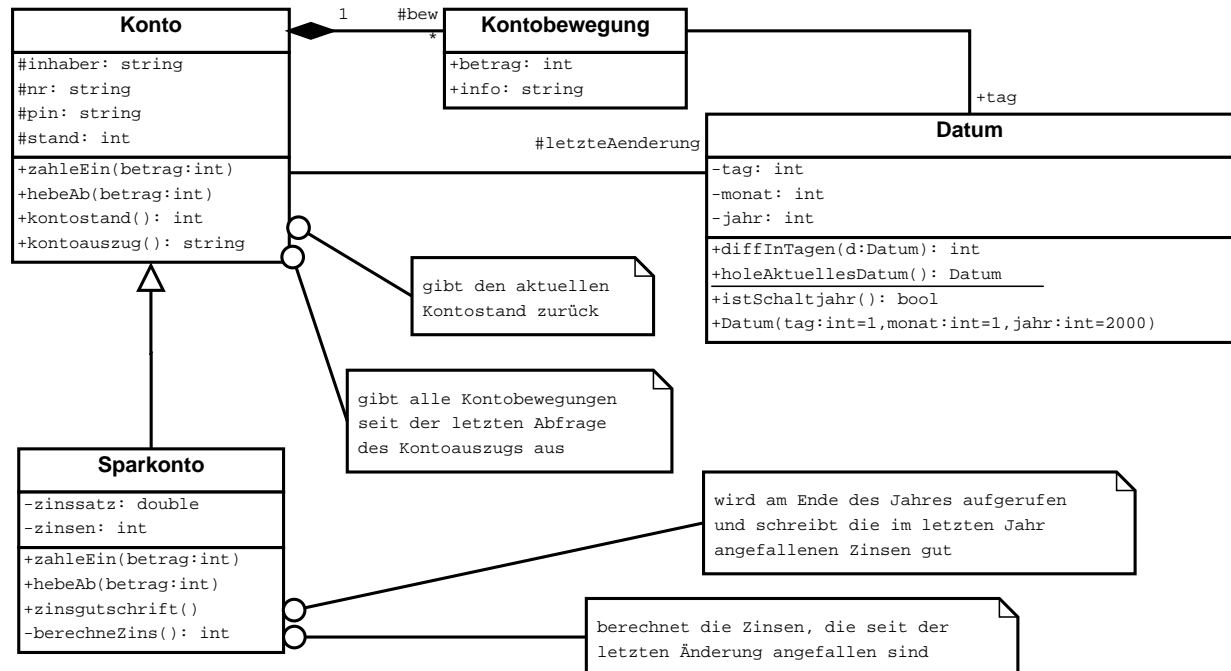 Konto
#inhaber: string
#nr: string
#pin: string
#stand: int
+zahleEin(betrag:int)
+hebeAb(betrag:int)
+kontostand(): int
+kontoauszug(): string
1
#bew
*
Kontobewegung
+betrag: int
+info: string
+tag
#letzteAenderung
Datum
-tag: int
-monat: int
-jahr: int
+diffInTagen(d:Datum): int
+holeAktuellesDatum(): Datum
+istSchaltjahr(): bool
+Datum(tag:int=1,monat:int=1,jahr:int=2000)
gibt den aktuellen
Kontostand zurück
gibt alle Kontobewegungen
seit der letzten Abfrage
des Kontoauszugs aus
Sparkonto
-zinssatz: double
-zinsen: int
+zahleEin(betrag:int)
+hebeAb(betrag:int)
+zinsgutschrift()
-berechneZins(): int
wird am Ende des Jahres aufgerufen
und schreibt die im letzten Jahr
angefallenen Zinsen gut
berechnet die Zinsen, die seit der
letzten Änderung angefallen sind